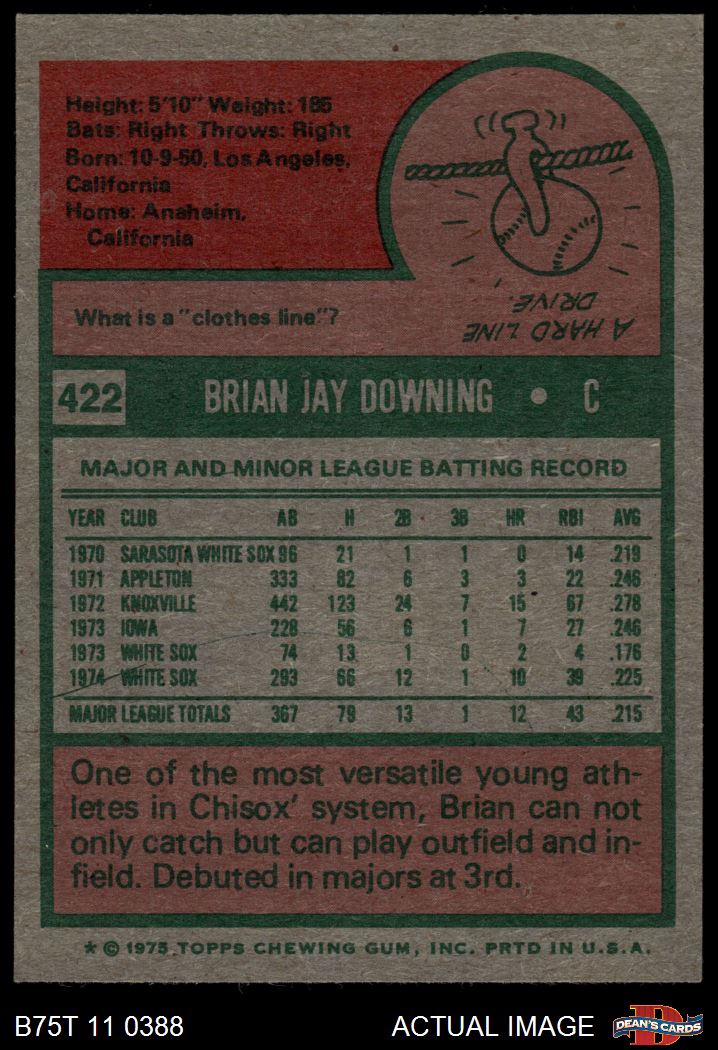 Height: 5'10" Weight: 185
Bats: Right Throws: Right
Born: 10-9-50, Los Angeles,
California
Home: Anaheim,
California
A HARD LINE
DRIVE.
What is a "clothes line"?
422 BRIAN JAY DOWNING • C
MAJOR AND MINOR LEAGUE BATTING RECORD
YEAR CLUB AB H 2B 3B HR RBI AVG
1970 SARASOTA WHITE SOX 96 21 1 1 0 14 .219
1971 APPLETON 333 82 6 3 3 22 .246
1972 KNOXVILLE 442 123 24 7 15 67 .278
1973 IOWA 228 56 6 1 7 27 .246
1973 WHITE SOX 74 13 1 0 2 4 .176
1974 WHITE SOX 293 66 12 1 10 39 .225
MAJOR LEAGUE TOTALS 367 79 13 1 12 43 .215
One of the most versatile young ath-
letes in Chisox' system, Brian can not
only catch but can play outfield and in-
field. Debuted in majors at 3rd.
* © 1975 TOPPS CHEWING GUM, INC. PRTD IN U.S.A.
B75T 11 0388 ACTUAL IMAGE D DEAN'S CARDS